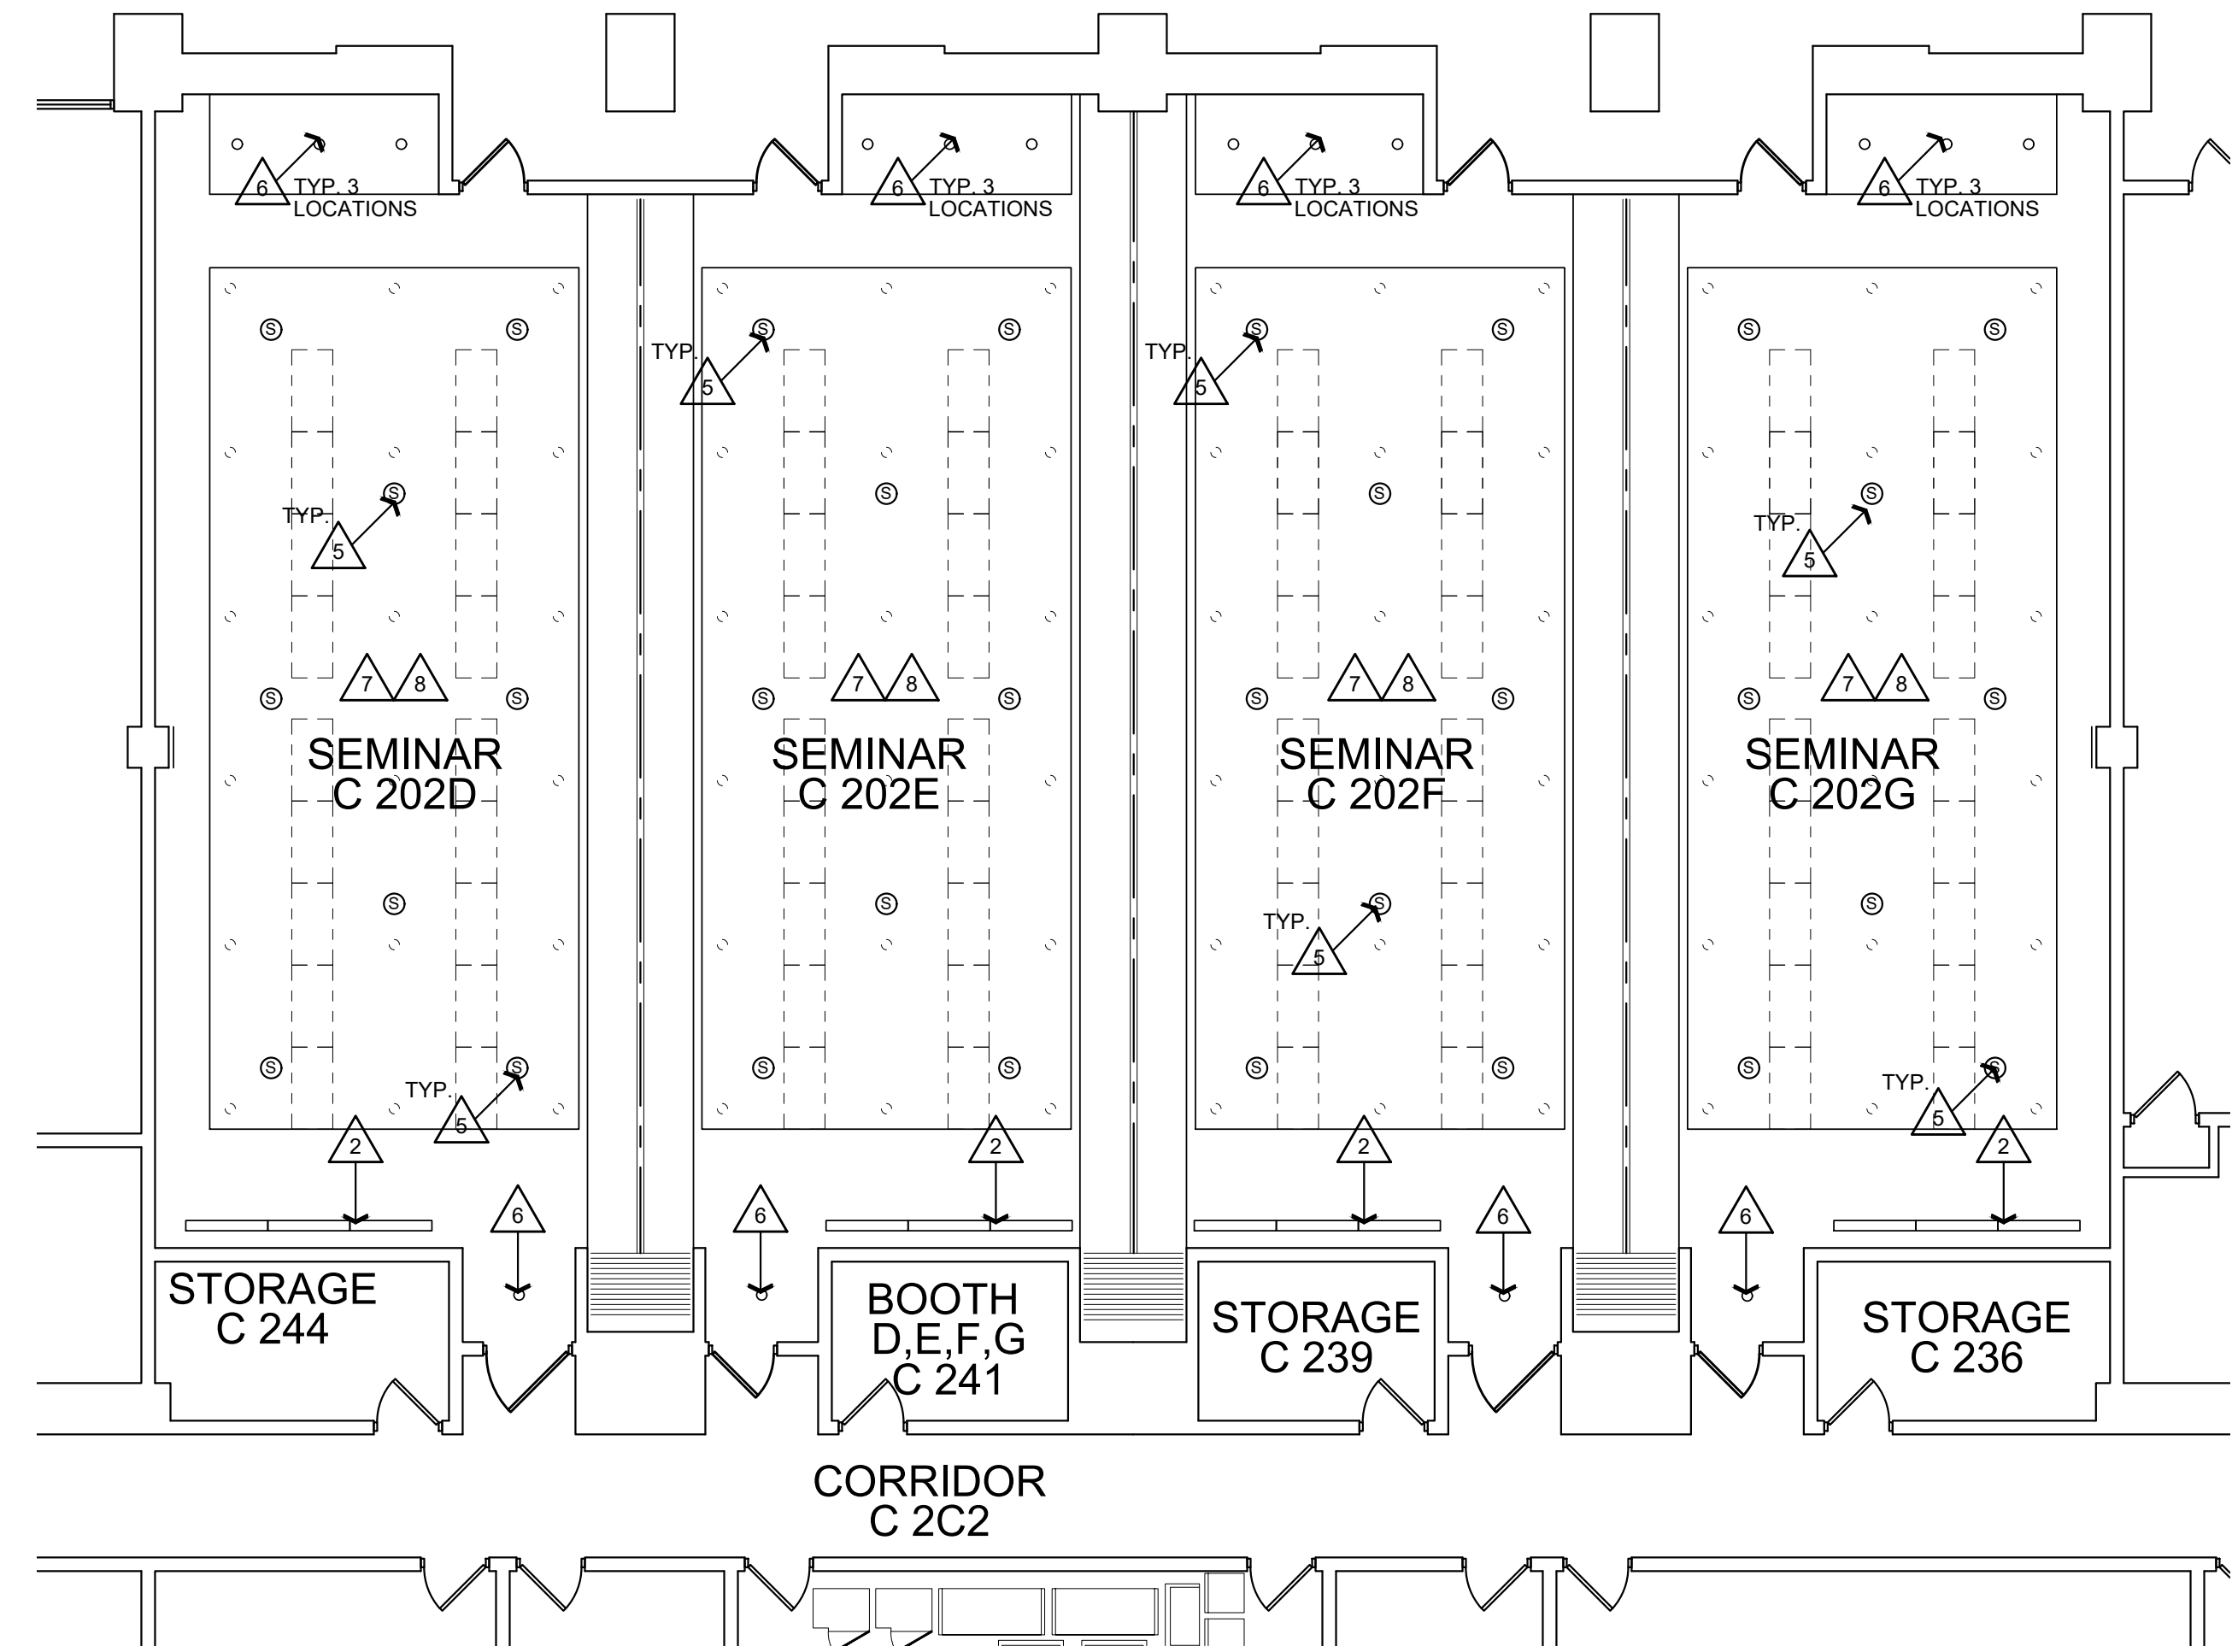 6 TYP. 3
LOCATIONS
6 TYP. 3
LOCATIONS
6 TYP. 3
LOCATIONS
6 TYP. 3
LOCATIONS
S S S S S S S S
TYP.
5
TYP.
5
S S S S
TYP.
5
TYP.
5
7 8
7 8
7 8
7 8
S S S S S S S S
SEMINAR
C 202D
SEMINAR
C 202E
SEMINAR
C 202F
SEMINAR
C 202G
S S S S
TYP.
5
S S S S S S S S
TYP.
5
TYP.
5
2 2 2 2
6 6 6 6
STORAGE
C 244
BOOTH
D,E,F,G
C 241
STORAGE
C 239
STORAGE
C 236
CORRIDOR
C 2C2